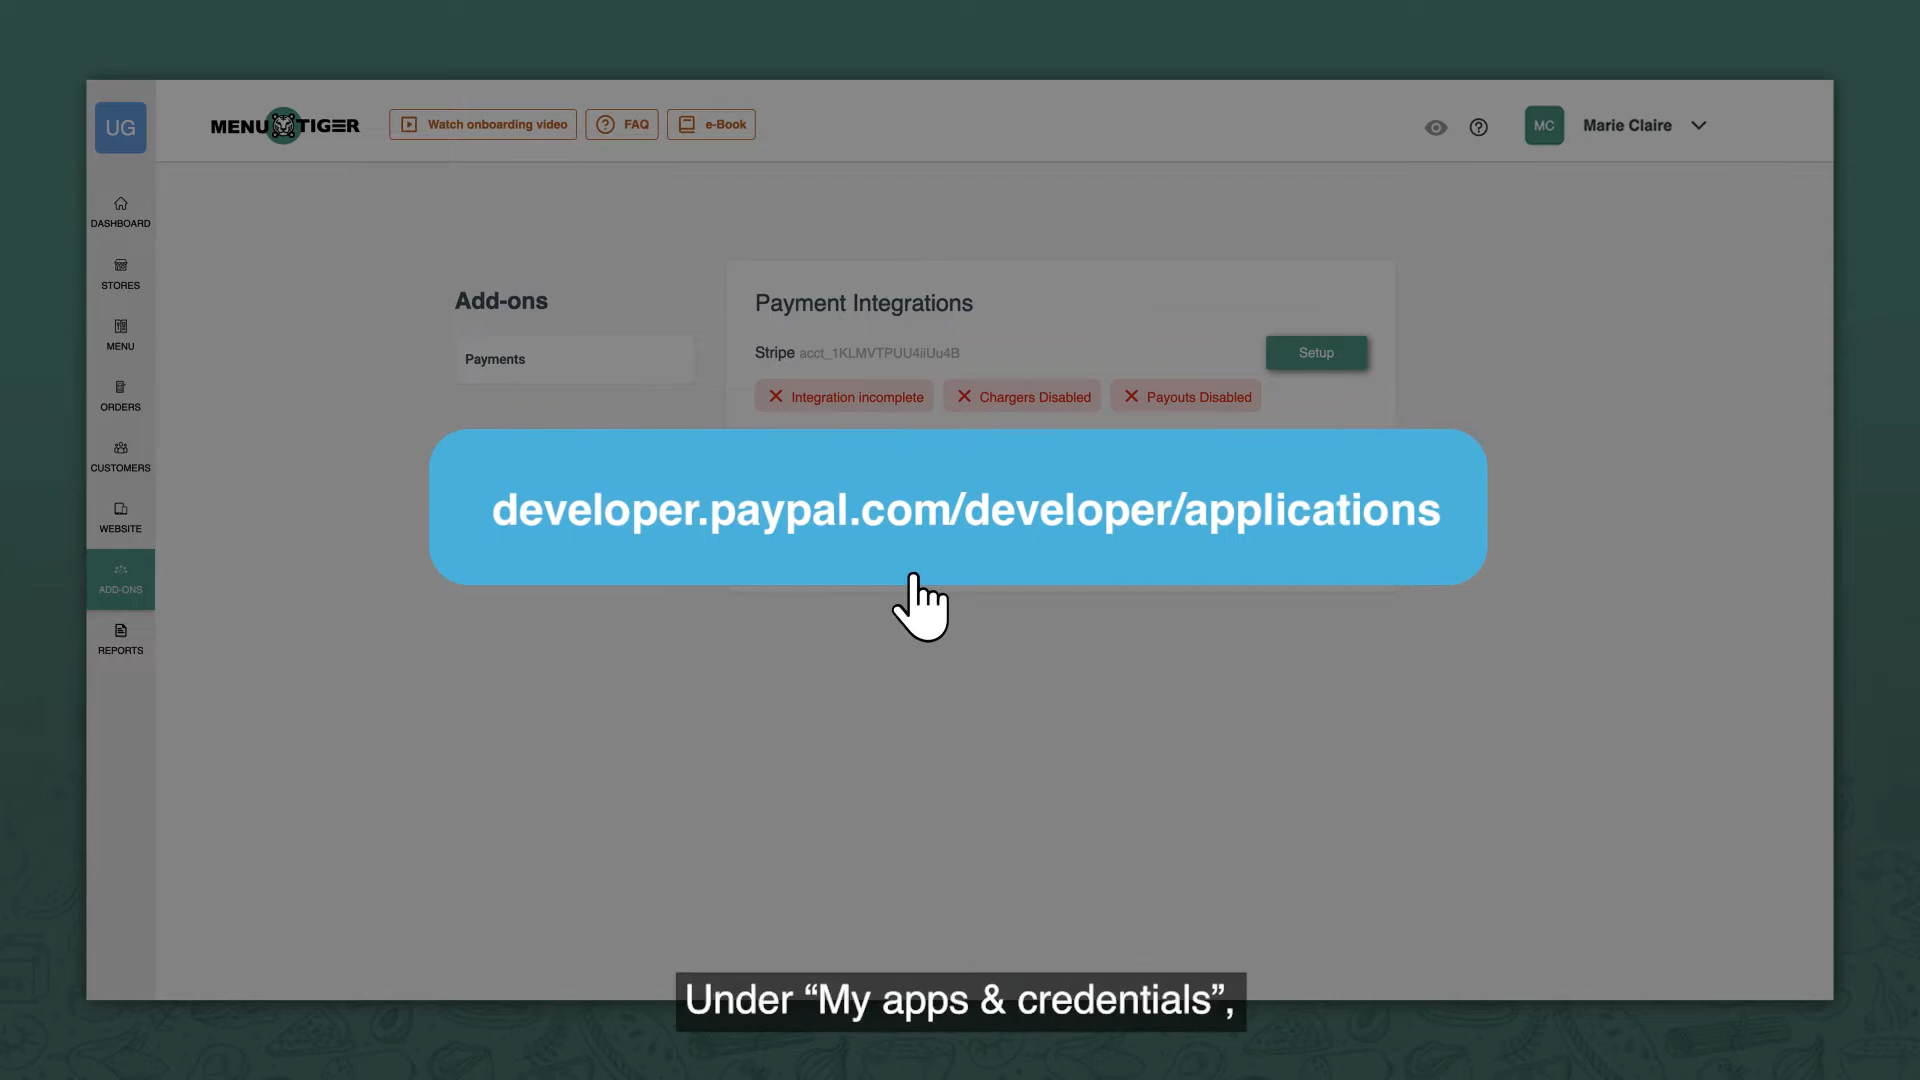 UG
MENU TIGER
Watch onboarding video
FAQ
e-Book
MC
Marie Claire
DASHBOARD
STORES
MENU
ORDERS
CUSTOMERS
WEBSITE
ADD-ONS
REPORTS
Add-ons
Payments
Payment Integrations
Stripe acct_1KLMVTPUU4iiUu4B
Setup
Integration incomplete
Chargers Disabled
Payouts Disabled
developer.paypal.com/developer/applications
Under “My apps & credentials”,